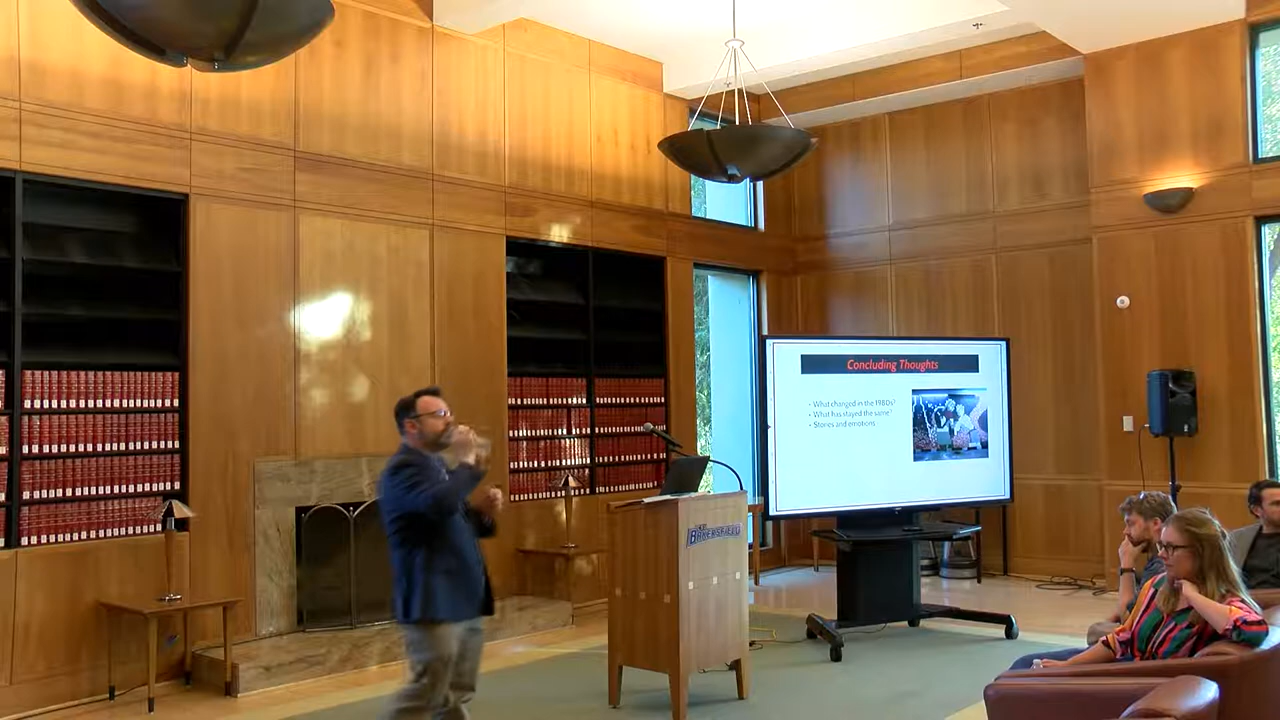 Concluding Thoughts
• What changed in the 1980s?
• What has stayed the same?
• Stories and emotions
BAKERSFIELD